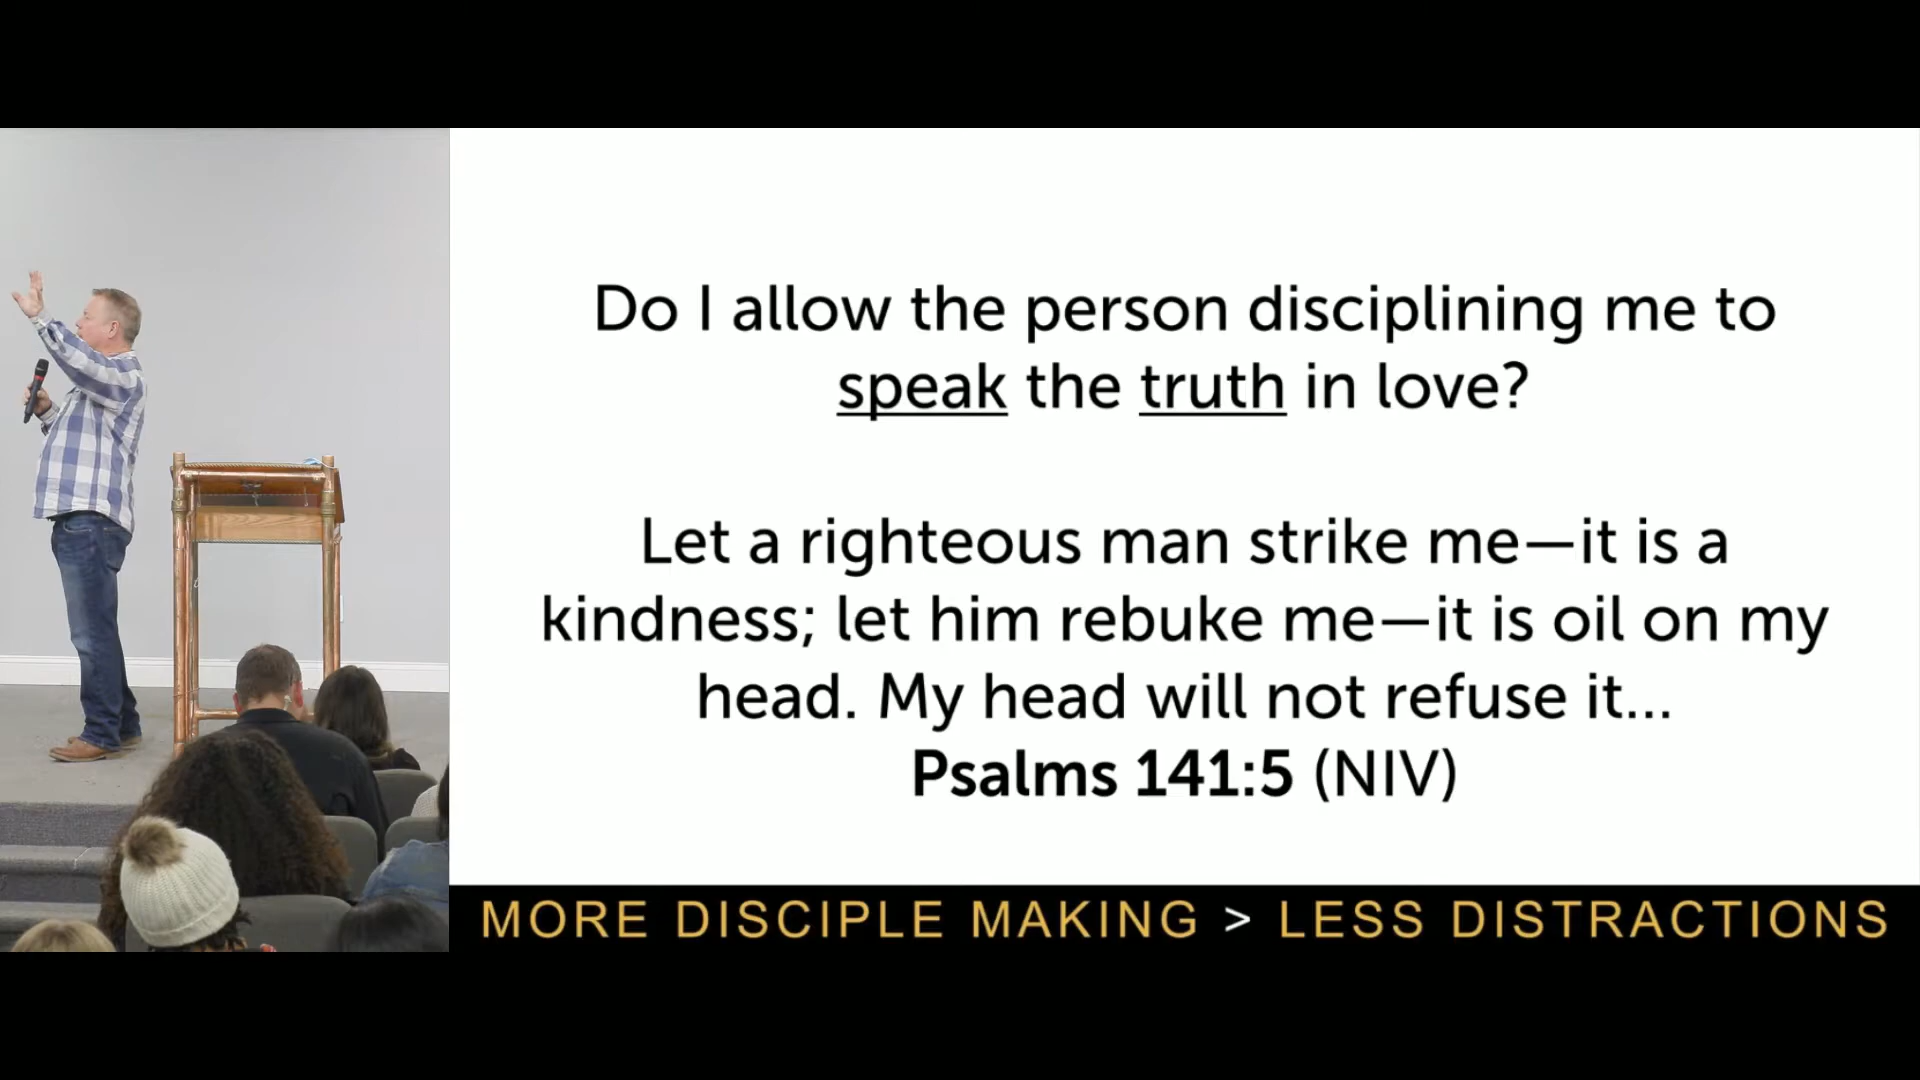 Do I allow the person disciplining me to
speak the truth in love?
Let a righteous man strike me—it is a
kindness; let him rebuke me—it is oil on my
head. My head will not refuse it...
Psalms 141:5 (NIV)
MORE DISCIPLE MAKING > LESS DISTRACTIONS